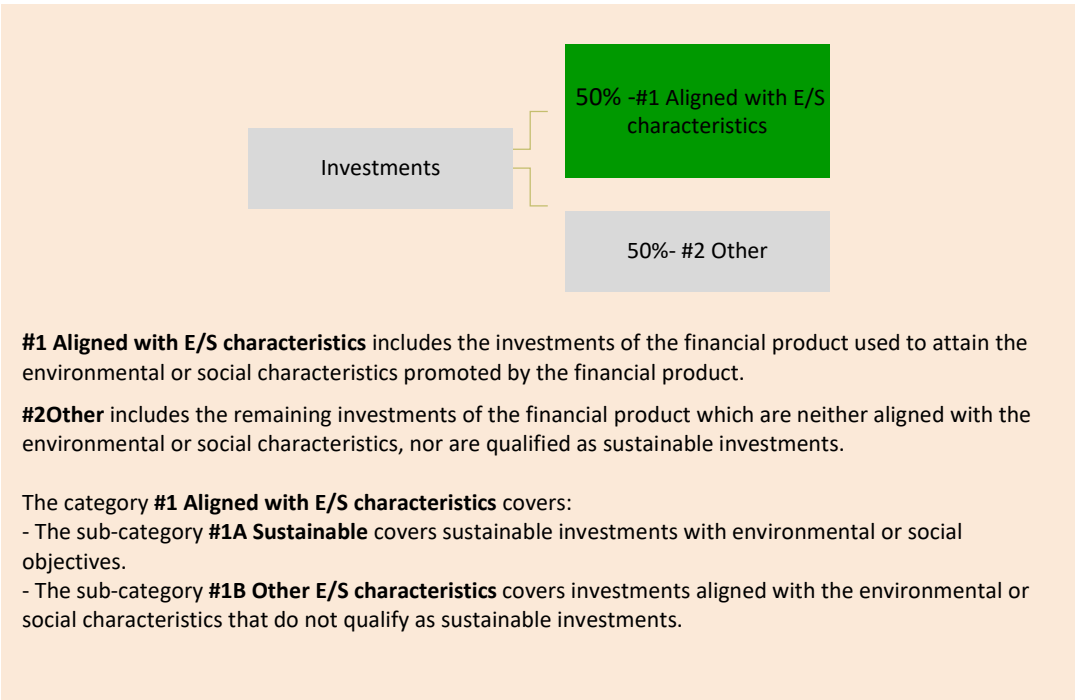 50% -#1 Aligned with E/S
characteristics
Investments
50%- #2 Other
#1 Aligned with E/S characteristics includes the investments of the financial product used to attain the
environmental or social characteristics promoted by the financial product.
#2Other includes the remaining investments of the financial product which are neither aligned with the
environmental or social characteristics, nor are qualified as sustainable investments.
The category #1 Aligned with E/S characteristics covers:
- The sub-category #1A Sustainable covers sustainable investments with environmental or social
objectives.
- The sub-category #1B Other E/S characteristics covers investments aligned with the environmental or
social characteristics that do not qualify as sustainable investments.